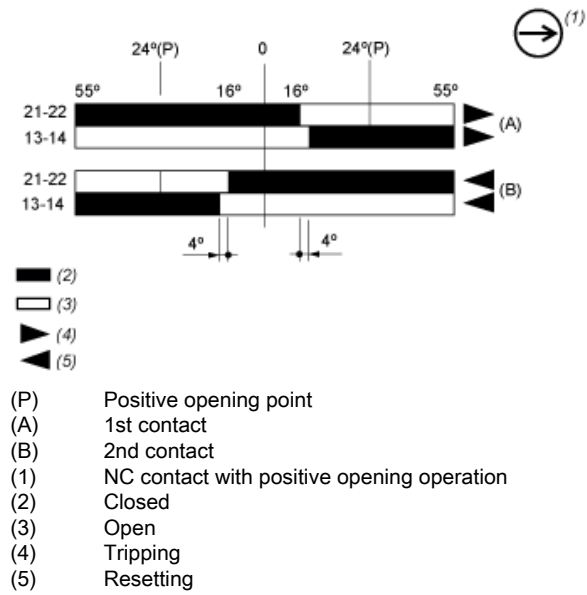 (1)
24º(P) 0 24º(P)
55º 16º 16º 55º
21-22
(A)
13-14
21-22
(B)
13-14
4º 4º
(2)
(3)
(4)
(5)
(P) Positive opening point
(A) 1st contact
(B) 2nd contact
(1) NC contact with positive opening operation
(2) Closed
(3) Open
(4) Tripping
(5) Resetting